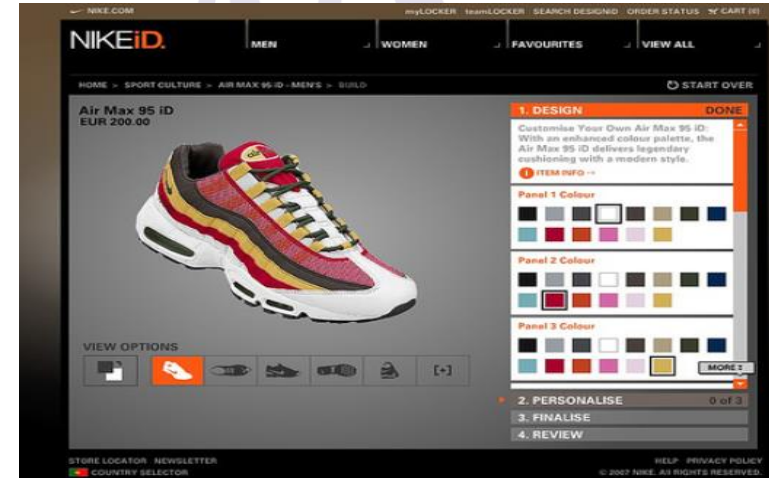 NIKE.COM
myLOCKER teamLOCKER SEARCH DESIGNiD ORDER STATUS CART (0)
NIKEiD.
MEN
WOMEN
FAVOURITES
VIEW ALL
HOME > SPORT CULTURE > AIR MAX 95 iD - MEN'S > BUILD
START OVER
Air Max 95 iD
EUR 200.00
1. DESIGN DONE
Customise Your Own Air Max 95 iD:
With an enhanced colour palette, the
Air Max 95 iD delivers legendary
cushioning with a modern style.
ITEM INFO
Panel 1 Colour
Panel 2 Colour
Panel 3 Colour
MORE
VIEW OPTIONS
[+]
2. PERSONALISE 0 of 3
3. FINALISE
4. REVIEW
STORE LOCATOR NEWSLETTER
COUNTRY SELECTOR
HELP PRIVACY POLICY
© 2007 NIKE. All RIGHTS RESERVED.